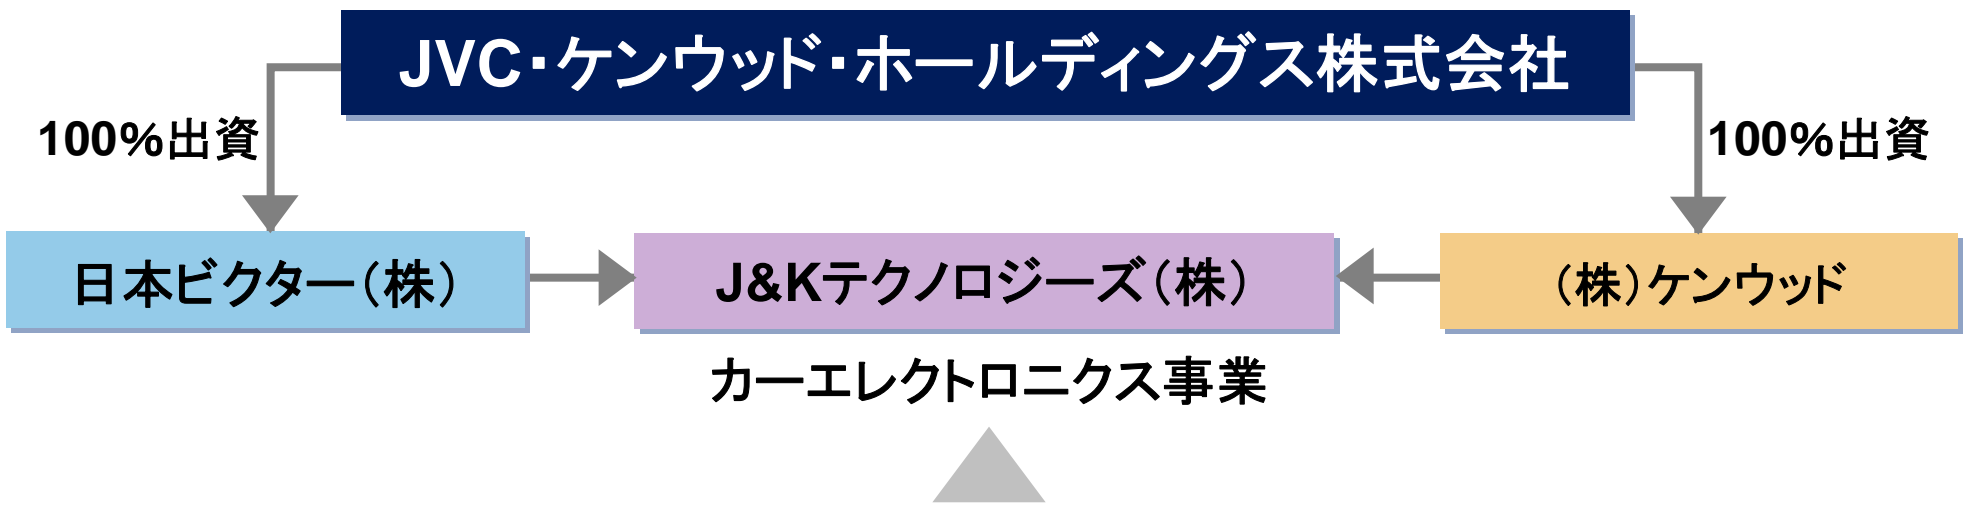 JVC・ケンウッド・ホールディングス株式会社
100%出資
100%出資
日本ビクター（株）
J&Kテクノロジーズ（株）
（株）ケンウッド
カーエレクトロニクス事業